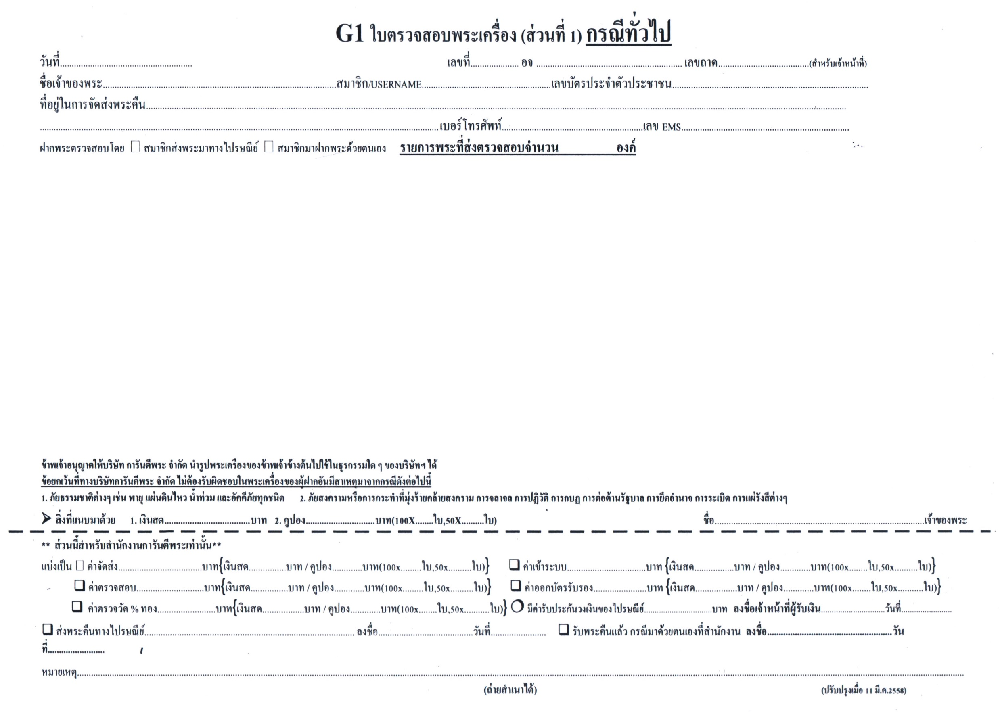 G1 ใบตรวจสอบพระเครื่อง (ส่วนที่ 1) กรณีทั่วไป
วันที่.................... เลขที่.................... อจ .................... เลขถาด....................(สำหรับเจ้าหน้าที่)
ชื่อเจ้าของพระ....................สมาชิก/USERNAME....................เลขบัตรประจำตัวประชาชน....................
ที่อยู่ในการจัดส่งพระคืน....................
....................เบอร์โทรศัพท์....................เลข EMS....................
ฝากพระตรวจสอบโดย □ สมาชิกส่งพระมาทางไปรษณีย์ □ สมาชิกมาฝากพระด้วยตนเอง รายการพระที่ส่งตรวจสอบจำนวน องค์
ข้าพเจ้าอนุญาตให้บริษัท การันตีพระ จำกัด นำรูปพระเครื่องของข้าพเจ้าข้างต้นไปใช้ในธุรกรรมใด ๆ ของบริษัทฯ ได้
ข้อยกเว้นที่ทางบริษัทการันตีพระ จำกัด ไม่ต้องรับผิดชอบในพระเครื่องของผู้ฝากอันมีสาเหตุมาจากกรณีดังต่อไปนี้
1. ภัยธรรมชาติต่างๆ เช่น พายุ แผ่นดินไหว น้ำท่วม และอัคคีภัยทุกชนิด 2. ภัยสงครามหรือการกระทำที่มุ่งร้ายคล้ายสงคราม การจลาจล การปฏิวัติ การกบฏ การต่อต้านรัฐบาล การยึดอำนาจ การระเบิด การแผ่รังสีต่างๆ
➢ สิ่งที่แนบมาด้วย 1. เงินสด....................บาท 2. คูปอง....................บาท(100X........ใบ,50X..........ใบ) ชื่อ....................เจ้าของพระ
** ส่วนนี้สำหรับสำนักงานการันตีพระเท่านั้น**
แบ่งเป็น □ ค่าจัดส่ง....................บาท{เงินสด...............บาท / คูปอง............บาท(100x........ใบ,50x.........ใบ)} ❑ ค่าเข้าระบบ....................บาท {เงินสด...............บาท / คูปอง............บาท(100x.......ใบ,50x.........ใบ)}
❑ ค่าตรวจสอบ....................บาท{เงินสด...............บาท / คูปอง............บาท(100x........ใบ,50x.........ใบ)} ❑ ค่าออกบัตรรับรอง....................บาท {เงินสด...............บาท / คูปอง............บาท(100x.......ใบ,50x..........ใบ)}
❑ ค่าตรวจวัด % ทอง....................บาท{เงินสด...............บาท / คูปอง............บาท(100x.......ใบ,50x..........ใบ)} ❍ มีค่ารับประกันวงเงินของไปรษณีย์....................บาท ลงชื่อเจ้าหน้าที่ผู้รับเงิน....................วันที่....................
❑ ส่งพระคืนทางไปรษณีย์.................... ลงชื่อ....................วันที่.................... ❑ รับพระคืนแล้ว กรณีมาด้วยตนเองที่สำนักงาน ลงชื่อ....................วัน
ที่....................
หมายเหตุ....................
(ถ่ายสำเนาได้) (ปรับปรุงเมื่อ 11 มี.ค.2558)